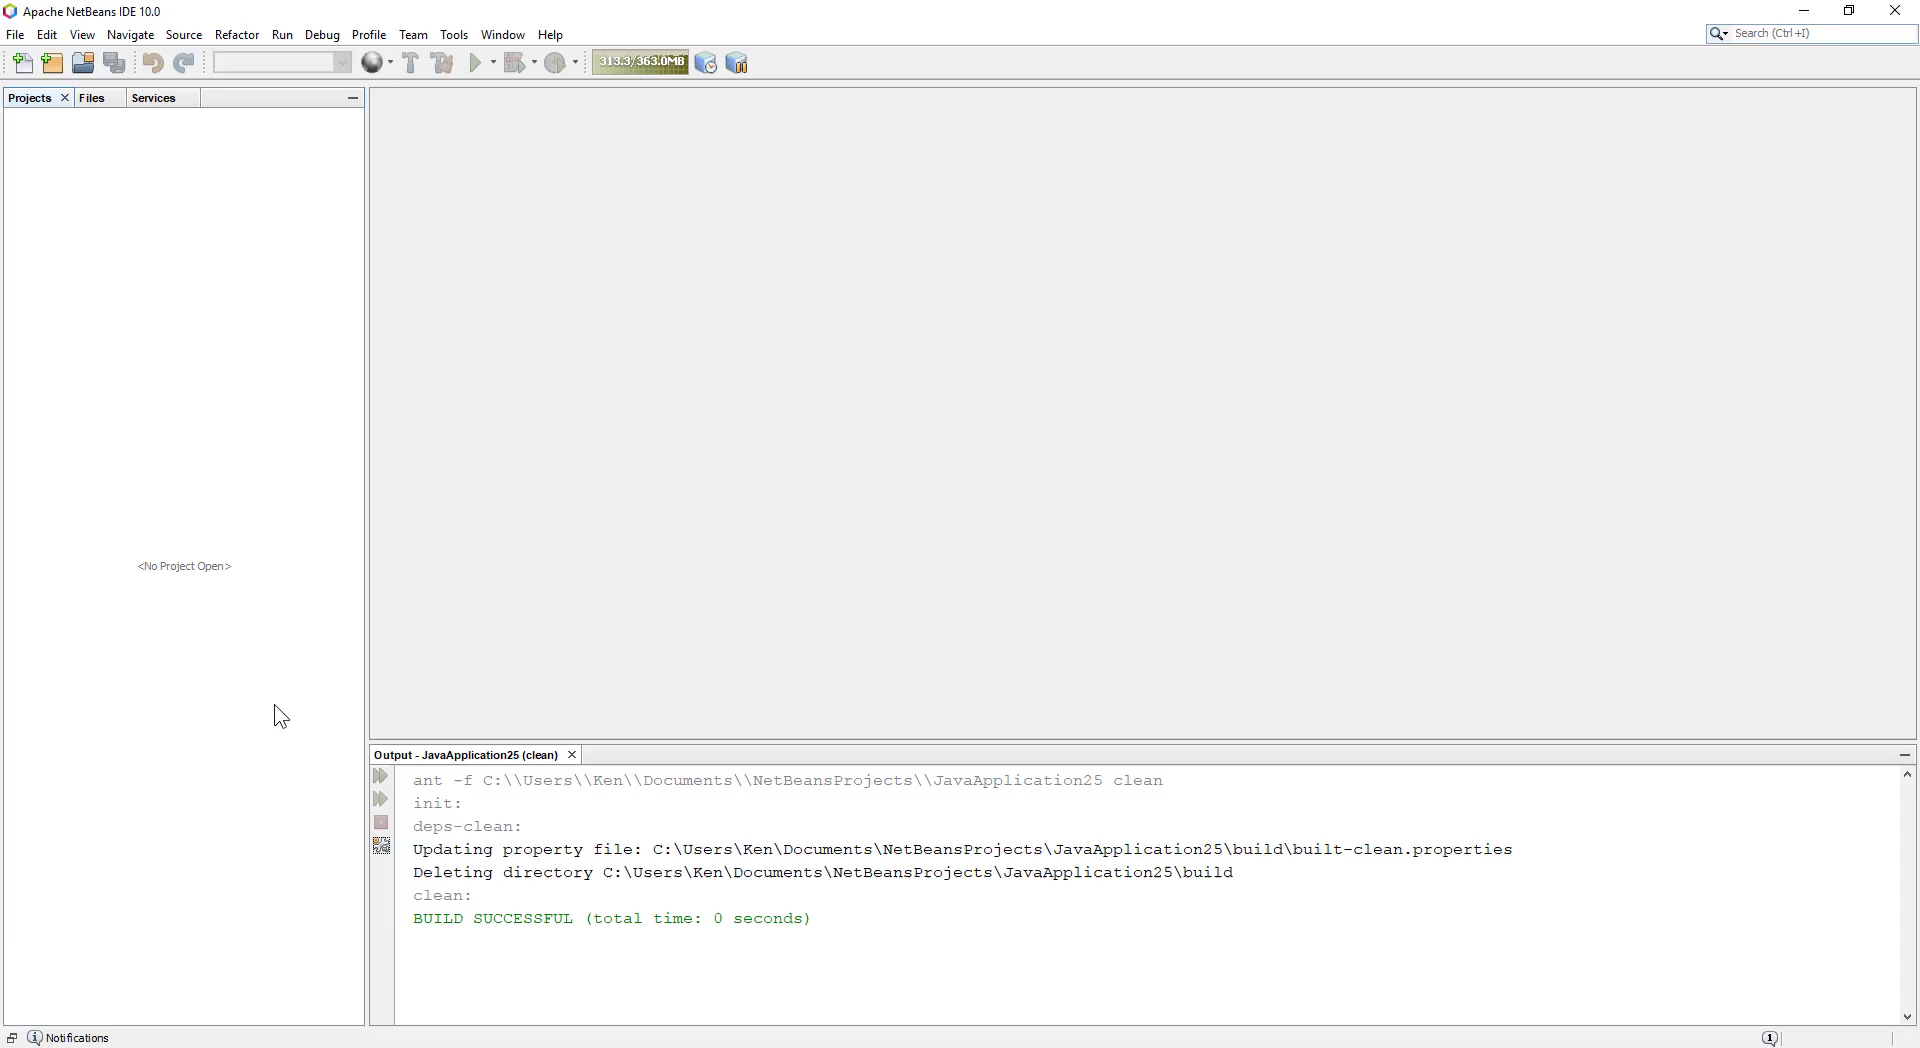 Apache NetBeans IDE 10.0
File Edit View Navigate Source Refactor Run Debug Profile Team Tools Window Help
Search (Ctrl+I)
313.3/363.0MB
Projects Files Services
<No Project Open>
Output - JavaApplication25 (clean)
ant -f C:\\Users\\Ken\\Documents\\NetBeansProjects\\JavaApplication25 clean
init:
deps-clean:
Updating property file: C:\Users\Ken\Documents\NetBeansProjects\JavaApplication25\build\built-clean.properties
Deleting directory C:\Users\Ken\Documents\NetBeansProjects\JavaApplication25\build
clean:
BUILD SUCCESSFUL (total time: 0 seconds)
Notifications
1